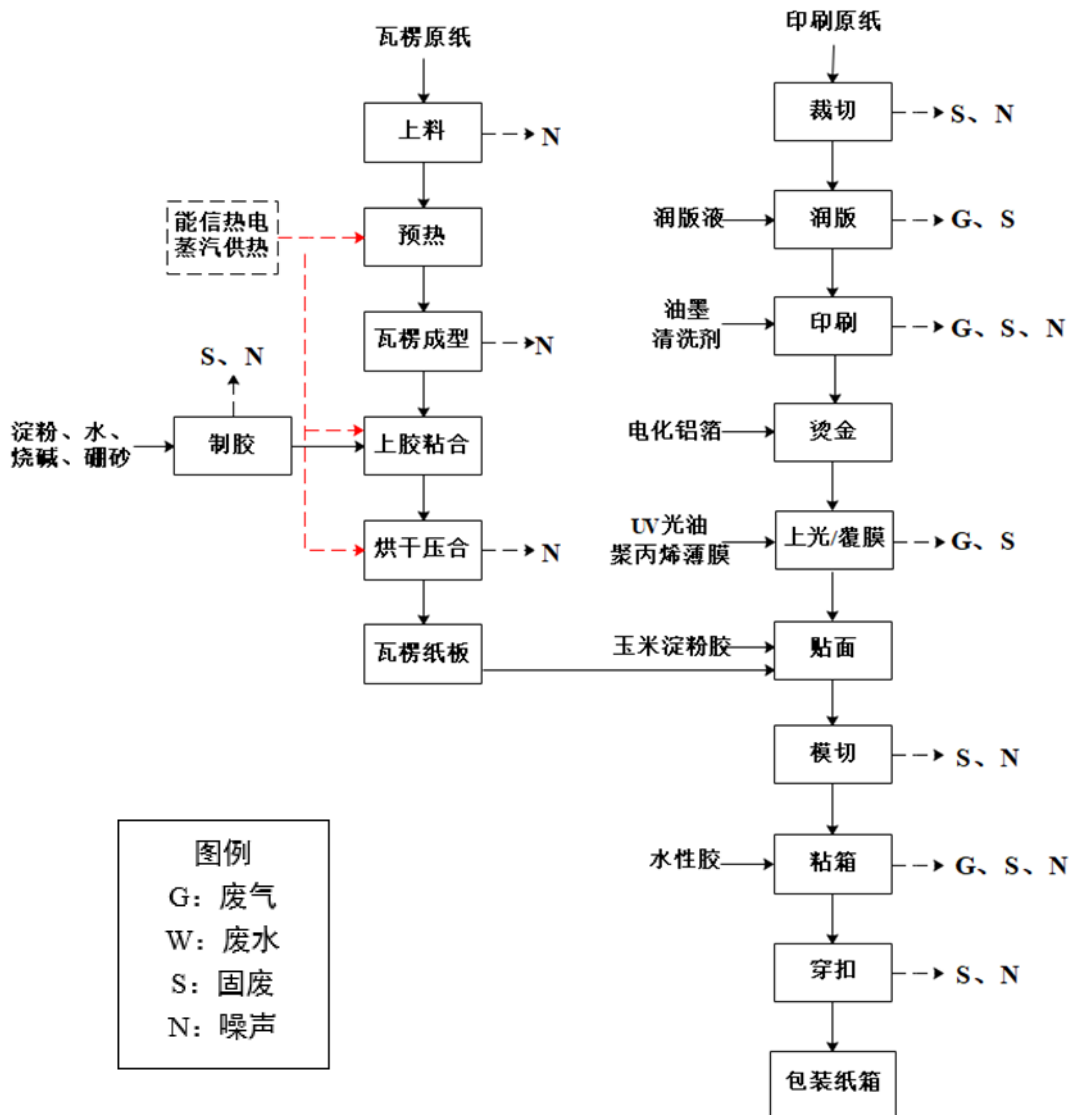 瓦楞原纸
上料
N
能信热电
蒸汽供热
预热
瓦楞成型
N
S、N
淀粉、水、
烧碱、硼砂
制胶
上胶粘合
烘干压合
N
瓦楞纸板
印刷原纸
裁切
S、N
润版液
润版
G、S
油墨
清洗剂
印刷
G、S、N
电化铝箔
烫金
UV光油
聚丙烯薄膜
上光/覆膜
G、S
玉米淀粉胶
贴面
模切
S、N
水性胶
粘箱
G、S、N
穿扣
S、N
包装纸箱
图例
G：废气
W：废水
S：固废
N：噪声